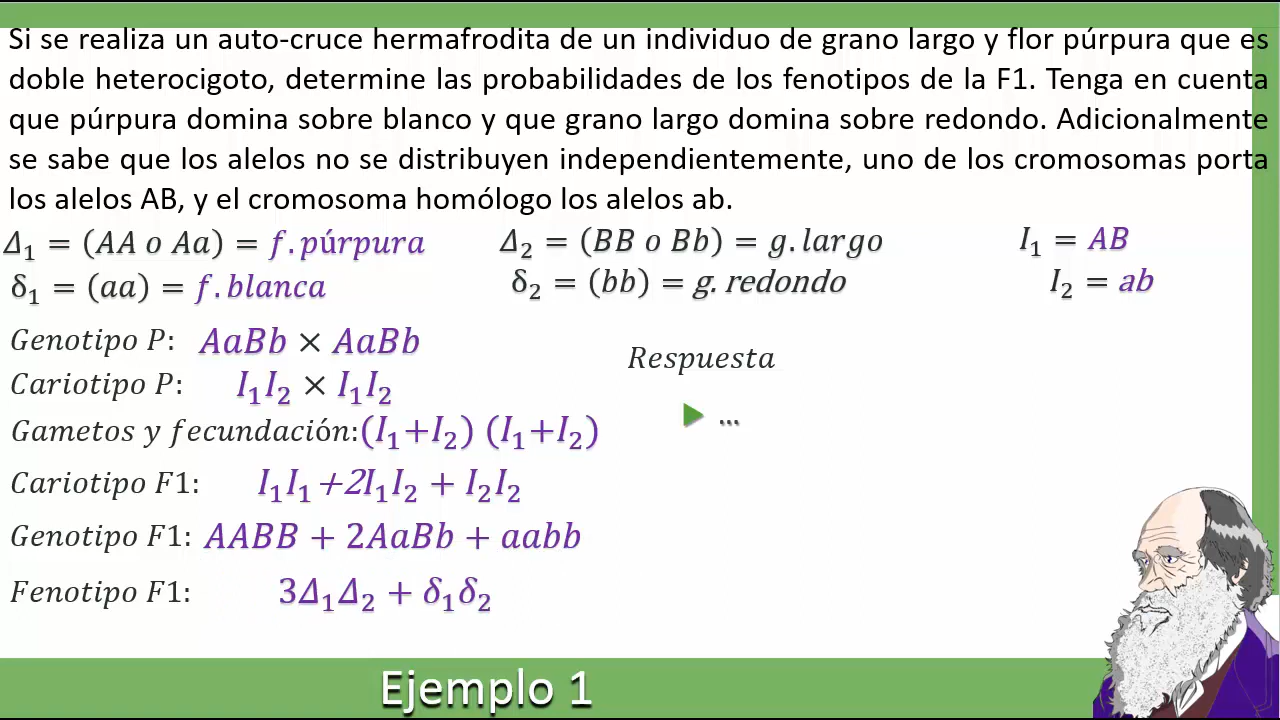 Si se realiza un auto-cruce hermafrodita de un individuo de grano largo y flor púrpura que es
doble heterocigoto, determine las probabilidades de los fenotipos de la F1. Tenga en cuenta
que púrpura domina sobre blanco y que grano largo domina sobre redondo. Adicionalmente
se sabe que los alelos no se distribuyen independientemente, uno de los cromosomas porta
los alelos AB, y el cromosoma homólogo los alelos ab.
Δ₁ = (AA o Aa) = f.púrpura
Δ₂ = (BB o Bb) = g.largo
I₁ = AB
δ₁ = (aa) = f.blanca
δ₂ = (bb) = g. redondo
I₂ = ab
Genotipo P: AaBb × AaBb
Cariotipo P: I₁I₂ × I₁I₂
Gametos y fecundación:(I₁+I₂) (I₁+I₂)
Cariotipo F1: I₁I₁+2I₁I₂ + I₂I₂
Genotipo F1: AABB + 2AaBb + aabb
Fenotipo F1: 3Δ₁Δ₂ + δ₁δ₂
Respuesta
...
Ejemplo 1